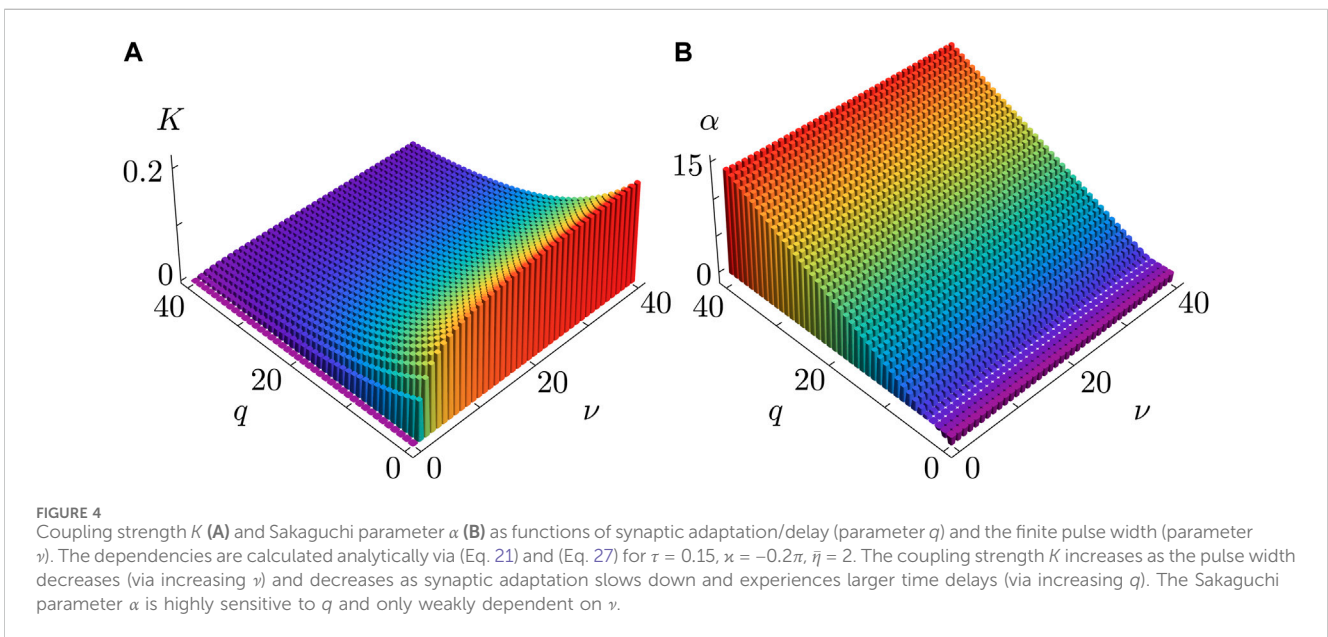 A
B
K
α
0.2
15
0
0
40
40
40
40
20
20
20
20
q
ν
q
ν
0
0
0
0
FIGURE 4
Coupling strength K (A) and Sakaguchi parameter α (B) as functions of synaptic adaptation/delay (parameter q) and the finite pulse width (parameter
ν). The dependencies are calculated analytically via (Eq. 21) and (Eq. 27) for τ = 0.15, ϰ = −0.2π, η̄ = 2. The coupling strength K increases as the pulse width
decreases (via increasing ν) and decreases as synaptic adaptation slows down and experiences larger time delays (via increasing q). The Sakaguchi
parameter α is highly sensitive to q and only weakly dependent on ν.